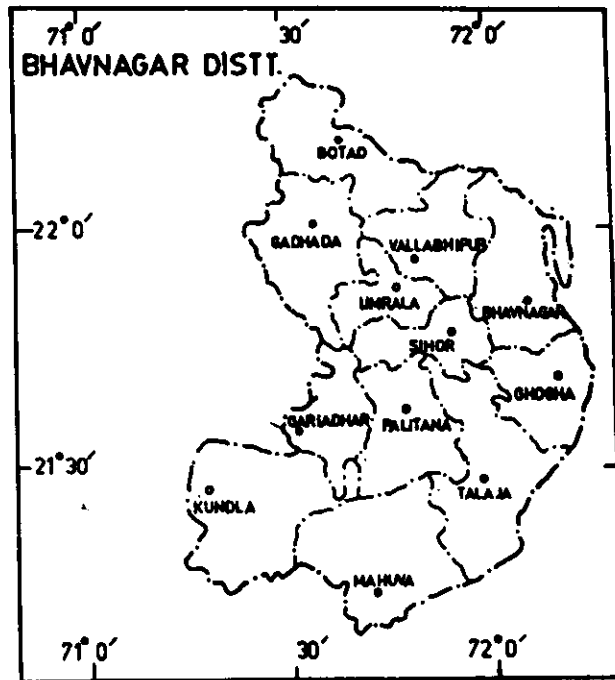 71°0′ 30′ 72°0′
BHAVNAGAR DISTT.
BOTAD
22°0′
GADHADA
VALLABHIPUR
UMRALA
BHAVNAGAR
SIHOR
GHOGHA
GARIADHAR
PALITANA
21°30′
KUNDLA
TALAJA
MAHUVA
71°0′ 30′ 72°0′